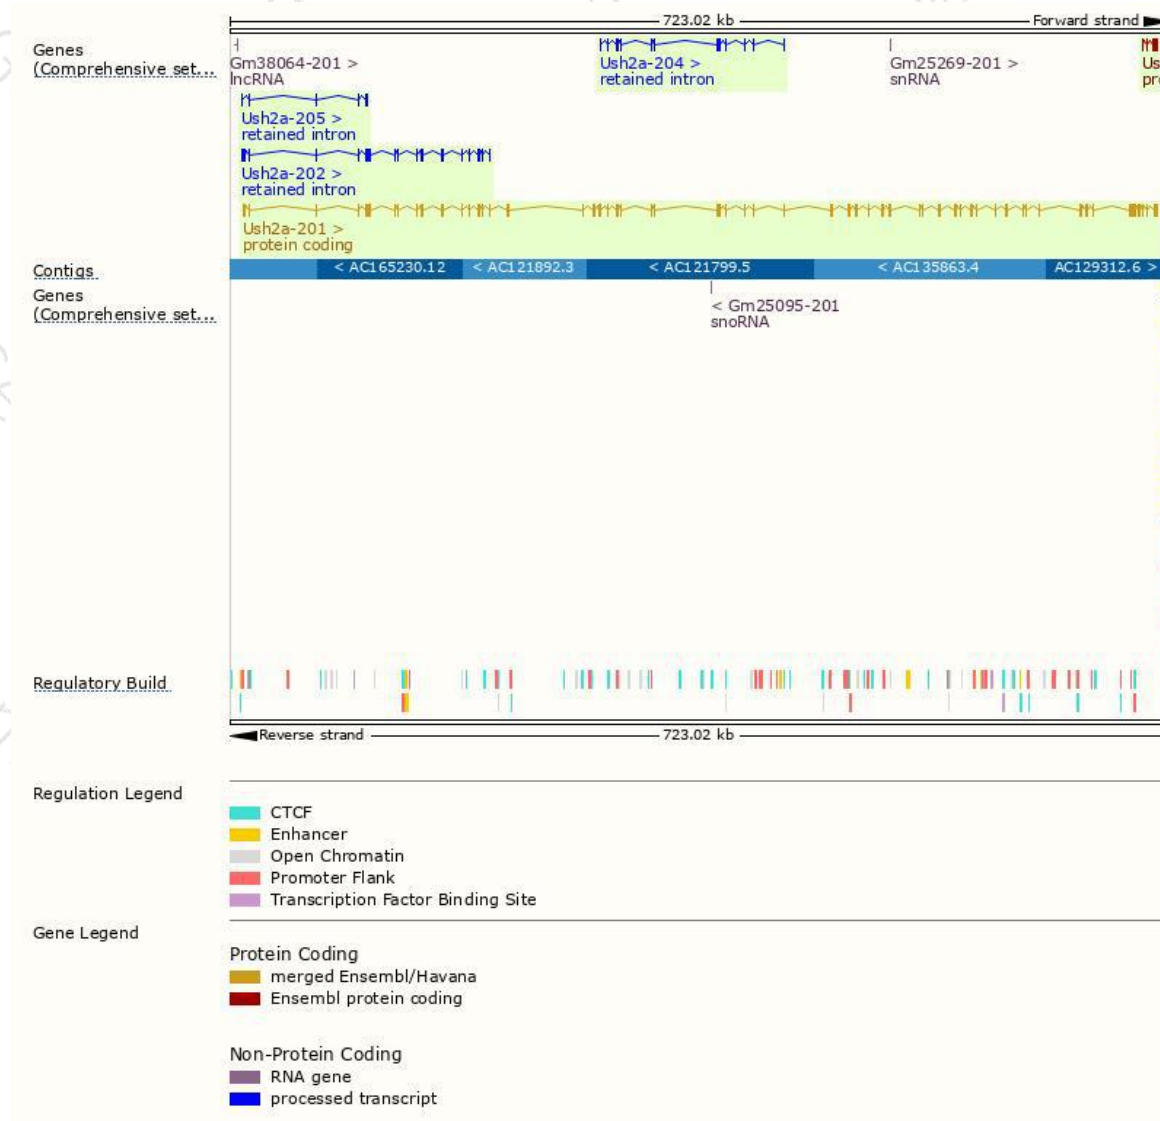 723.02 kb Forward strand
Genes
(Comprehensive set...
Gm38064-201 >
lncRNA
Ush2a-204 >
retained intron
Gm25269-201 >
snRNA
Us
pr
Ush2a-205 >
retained intron
Ush2a-202 >
retained intron
Ush2a-201 >
protein coding
Contigs < AC165230.12 < AC121892.3 < AC121799.5 < AC135863.4 AC129312.6 >
Genes
(Comprehensive set...
< Gm25095-201
snoRNA
Regulatory Build
Reverse strand 723.02 kb
Regulation Legend
CTCF
Enhancer
Open Chromatin
Promoter Flank
Transcription Factor Binding Site
Gene Legend
Protein Coding
merged Ensembl/Havana
Ensembl protein coding
Non-Protein Coding
RNA gene
processed transcript